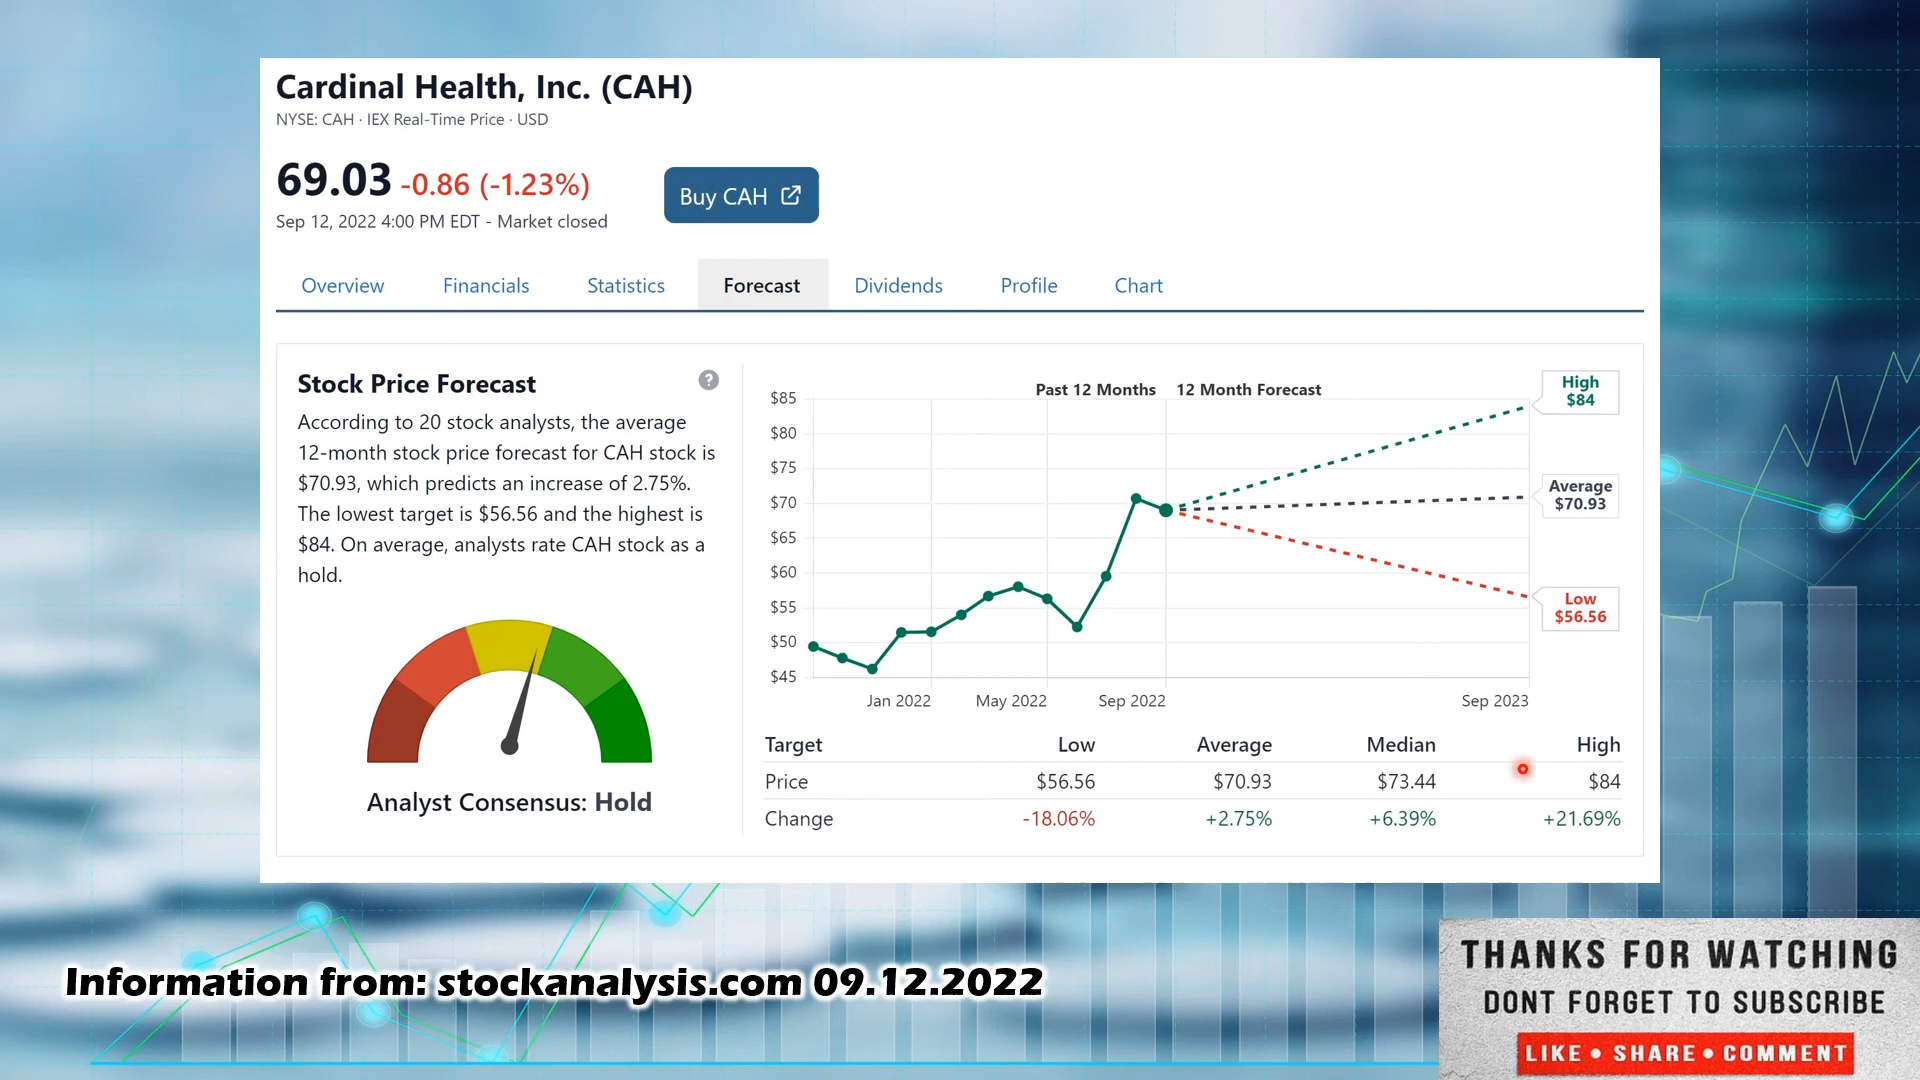 Cardinal Health, Inc. (CAH)
NYSE: CAH · IEX Real-Time Price · USD
69.03 -0.86 (-1.23%)
Buy CAH
Sep 12, 2022 4:00 PM EDT - Market closed
Overview Financials Statistics Forecast Dividends Profile Chart
Stock Price Forecast
?
According to 20 stock analysts, the average
12-month stock price forecast for CAH stock is
$70.93, which predicts an increase of 2.75%.
The lowest target is $56.56 and the highest is
$84. On average, analysts rate CAH stock as a
hold.
Analyst Consensus: Hold
Past 12 Months 12 Month Forecast
$85
$80
$75
$70
$65
$60
$55
$50
$45
High
$84
Average
$70.93
Low
$56.56
Jan 2022 May 2022 Sep 2022 Sep 2023
Target Low Average Median High
Price $56.56 $70.93 $73.44 $84
Change -18.06% +2.75% +6.39% +21.69%
Information from: stockanalysis.com 09.12.2022
THANKS FOR WATCHING
DONT FORGET TO SUBSCRIBE
LIKE • SHARE • COMMENT